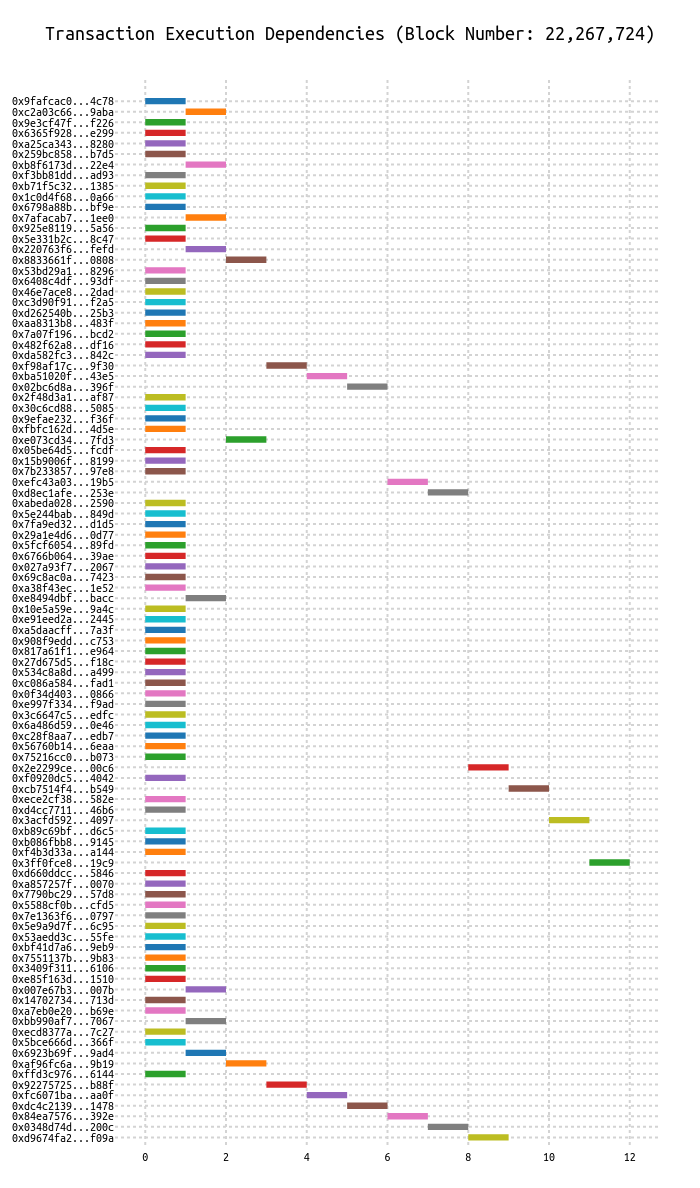 Transaction Execution Dependencies (Block Number: 22,267,724)
0x9fafcac0...4c78
0xc2a03c66...9aba
0x9e3cf47f...f226
0x6365f928...e299
0xa25ca343...8280
0x259bc858...b7d5
0xb8f6173d...22e4
0xf3bb81dd...ad93
0xb71f5c32...1385
0x1c0d4f68...0a66
0x6798a88b...bf9e
0x7afacab7...1ee0
0x925e8119...5a56
0x5e331b2c...8c47
0x220763f6...fefd
0x8833661f...0808
0x53bd29a1...8296
0x6408c4df...93df
0x46e7ace8...2dad
0xc3d90f91...f2a5
0xd262540b...25b3
0xaa8313b8...483f
0x7a07f196...bcd2
0x482f62a8...df16
0xda582fc3...842c
0xf98af17c...9f30
0xba51020f...43e5
0x02bc6d8a...396f
0x2f48d3a1...af87
0x30c6cd88...5085
0x9efae232...f36f
0xfbfc162d...4d5e
0xe073cd34...7fd3
0x05be64d5...fcdf
0x15b9006f...8199
0x7b233857...97e8
0xefc43a03...19b5
0xd8ec1afe...253e
0xabeda028...2590
0x5e244bab...849d
0x7fa9ed32...d1d5
0x29a1e4d6...0d77
0x5fcf6054...89fd
0x6766b064...39ae
0x027a93f7...2067
0x69c8ac0a...7423
0xa38f43ec...1e52
0xe8494dbf...bacc
0x10e5a59e...9a4c
0xe91eed2a...2445
0xa5daacff...7a3f
0x908f9edd...c753
0x817a61f1...e964
0x27d675d5...f18c
0x534c8a8d...a499
0xc086a584...fad1
0x0f34d403...0866
0xe997f334...f9ad
0x3c6647c5...edfc
0x6a486d59...0e46
0xc28f8aa7...edb7
0x56760b14...6eaa
0x75216cc0...b073
0x2e2299ce...00c6
0xf0920dc5...4042
0xcb7514f4...b549
0xece2cf38...582e
0xd4cc7711...46b6
0x3acfd592...4097
0xb89c69bf...d6c5
0xb086fbb8...9145
0xf4b3d33a...a144
0x3ff0fce8...19c9
0xd660ddcc...5846
0xa857257f...0070
0x7790bc29...57d8
0x5588cf0b...cfd5
0x7e1363f6...0797
0x5e9a9d7f...6c95
0x53aedd3c...55fe
0xbf41d7a6...9eb9
0x7551137b...9b83
0x3409f311...6106
0xe85f163d...1510
0x007e67b3...007b
0x14702734...713d
0xa7eb0e20...b69e
0xbb990af7...7067
0xecd8377a...7c27
0x5bce666d...366f
0x6923b69f...9ad4
0xaf96fc6a...9b19
0xffd3c976...6144
0x92275725...b88f
0xfc6071ba...aa0f
0xdc4c2139...1478
0x84ea7576...392e
0x0348d74d...200c
0xd9674fa2...f09a
0 2 4 6 8 10 12